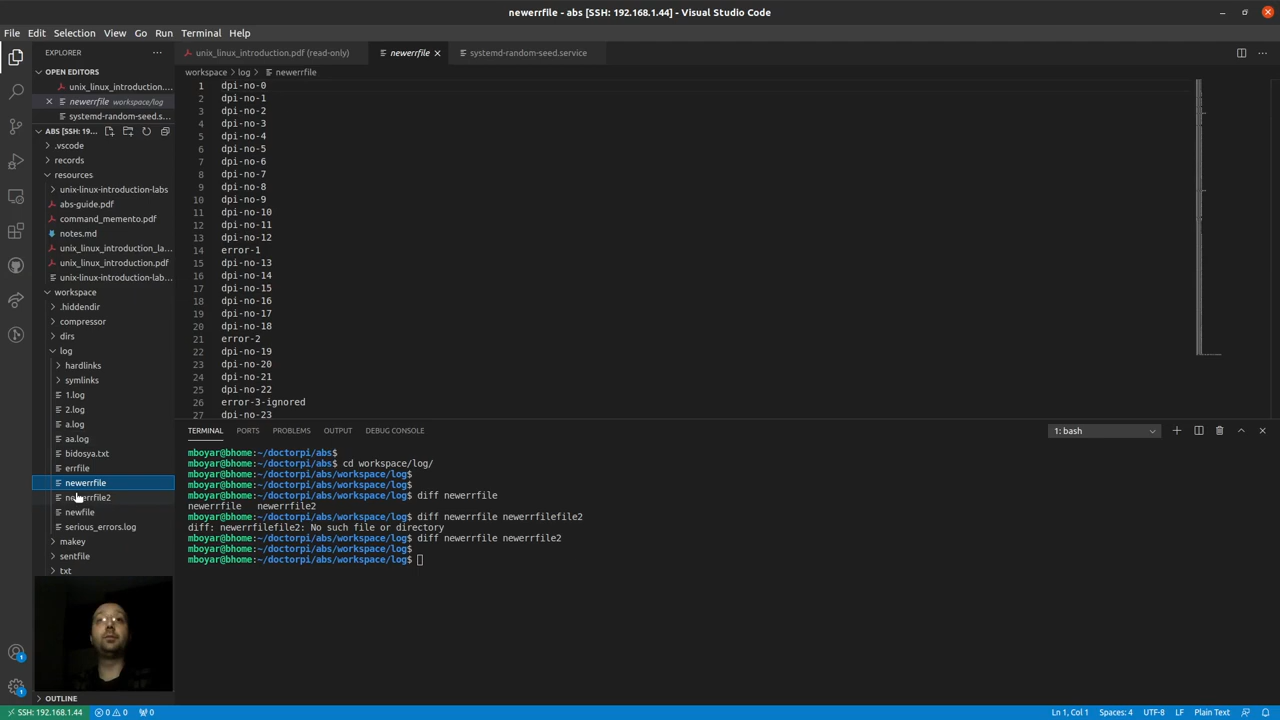 newerrfile - abs [SSH: 192.168.1.44] - Visual Studio Code
File Edit Selection View Go Run Terminal Help
EXPLORER
OPEN EDITORS
unix_linux_introduction....
newerrfile workspace/log
systemd-random-seed.s...
ABS [SSH: 19...
.vscode
records
resources
unix-linux-introduction-labs
abs-guide.pdf
command_memento.pdf
notes.md
unix_linux_introduction_la...
unix_linux_introduction.pdf
unix-linux-introduction-lab...
workspace
.hiddendir
compressor
dirs
log
hardlinks
symlinks
1.log
2.log
a.log
aa.log
bidosya.txt
errfile
newerrfile
newerrfile2
newfile
serious_errors.log
makey
sentfile
txt
OUTLINE
unix_linux_introduction.pdf (read-only)
newerrfile
systemd-random-seed.service
workspace > log > newerrfile
1 dpi-no-0
2 dpi-no-1
3 dpi-no-2
4 dpi-no-3
5 dpi-no-4
6 dpi-no-5
7 dpi-no-6
8 dpi-no-7
9 dpi-no-8
10 dpi-no-9
11 dpi-no-10
12 dpi-no-11
13 dpi-no-12
14 error-1
15 dpi-no-13
16 dpi-no-14
17 dpi-no-15
18 dpi-no-16
19 dpi-no-17
20 dpi-no-18
21 error-2
22 dpi-no-19
23 dpi-no-20
24 dpi-no-21
25 dpi-no-22
26 error-3-ignored
27 dpi-no-23
TERMINAL PORTS PROBLEMS OUTPUT DEBUG CONSOLE
1: bash
mboyar@bhome:~/doctorpi/abs$
mboyar@bhome:~/doctorpi/abs$ cd workspace/log/
mboyar@bhome:~/doctorpi/abs/workspace/log$
mboyar@bhome:~/doctorpi/abs/workspace/log$
mboyar@bhome:~/doctorpi/abs/workspace/log$ diff newerrfile
newerrfile newerrfile2
mboyar@bhome:~/doctorpi/abs/workspace/log$ diff newerrfile newerrfilefile2
diff: newerrfilefile2: No such file or directory
mboyar@bhome:~/doctorpi/abs/workspace/log$ diff newerrfile newerrfile2
mboyar@bhome:~/doctorpi/abs/workspace/log$
mboyar@bhome:~/doctorpi/abs/workspace/log$
SSH: 192.168.1.44 0 0 0
Ln 1, Col 1 Spaces: 4 UTF-8 LF Plain Text